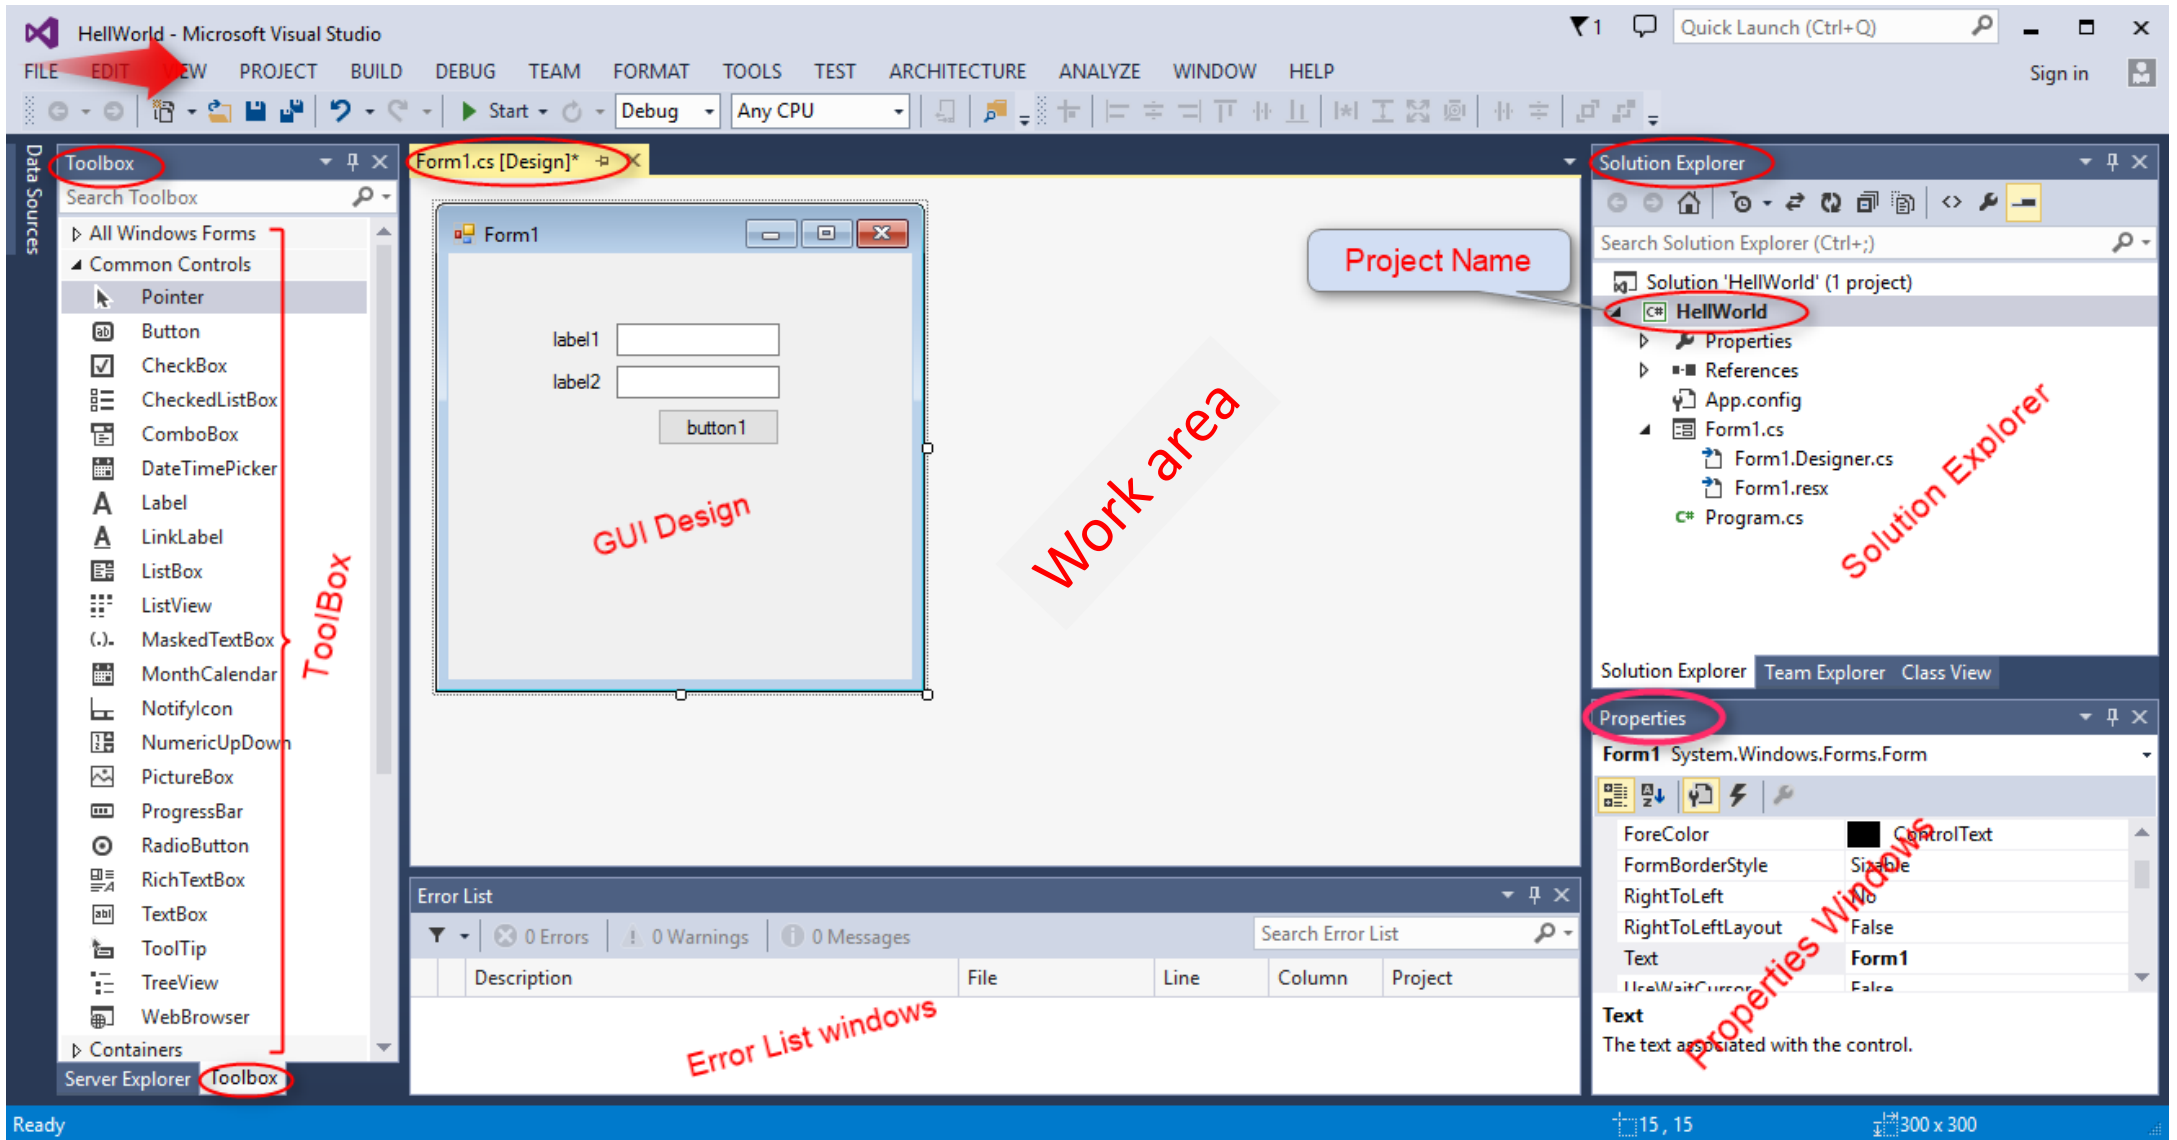 HellWorld - Microsoft Visual Studio
1
Quick Launch (Ctrl+Q)
FILE EDIT VIEW PROJECT BUILD DEBUG TEAM FORMAT TOOLS TEST ARCHITECTURE ANALYZE WINDOW HELP
Sign in
Start Debug Any CPU
Data Sources
Toolbox
Search Toolbox
All Windows Forms
Common Controls
Pointer
Button
CheckBox
CheckedListBox
ComboBox
DateTimePicker
Label
LinkLabel
ListBox
ListView
MaskedTextBox
MonthCalendar
NotifyIcon
NumericUpDown
PictureBox
ProgressBar
RadioButton
RichTextBox
TextBox
ToolTip
TreeView
WebBrowser
Containers
Server Explorer Toolbox
ToolBox
Form1.cs [Design]*
Form1
label1
label2
button1
GUI Design
Work area
Error List
0 Errors 0 Warnings 0 Messages
Search Error List
Description File Line Column Project
Error List windows
Solution Explorer
Search Solution Explorer (Ctrl+;)
Project Name
Solution 'HellWorld' (1 project)
C# HellWorld
Properties
References
App.config
Form1.cs
Form1.Designer.cs
Form1.resx
C# Program.cs
Solution Explorer
Solution Explorer Team Explorer Class View
Properties
Form1 System.Windows.Forms.Form
ForeColor ControlText
FormBorderStyle Sizable
RightToLeft No
RightToLeftLayout False
Text Form1
UseWaitCursor False
Text
The text associated with the control.
Properties Windows
Ready
15 , 15
300 x 300